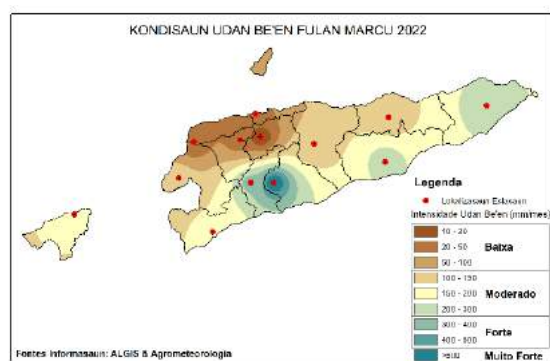 KONDISAUN UDAN BE'EN FULAN MARCU 2022
Legenda
Lokalizasaun Estasaun
Intensidade Udan Be'en (mm/mes)
10 - 20
20 - 50
50 - 100
Baixa
100 - 150
150 - 200
200 - 300
Moderado
300 - 400
400 - 500
Forte
Muito Forte
Fontes Informasaun: ALGIS & Agrometeorologia